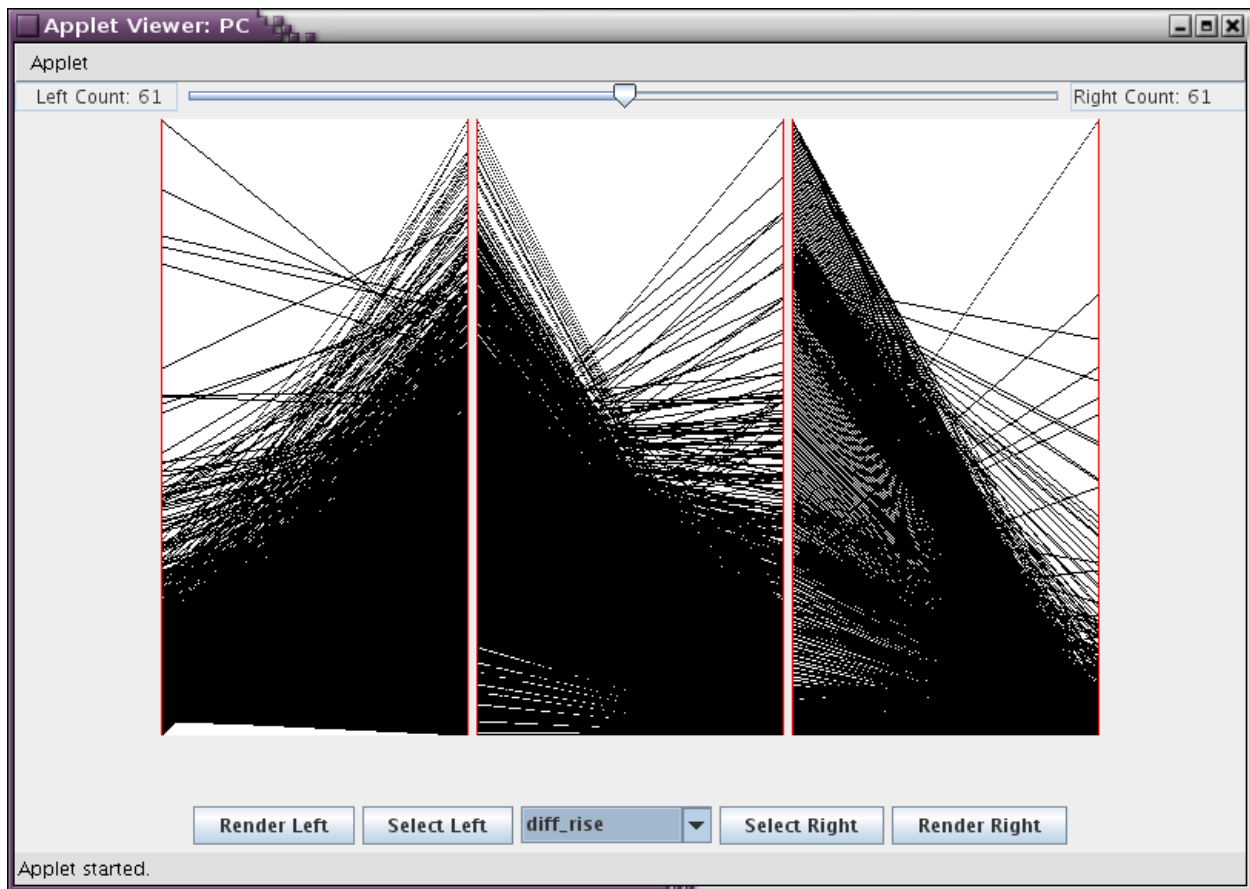 Applet Viewer: PC
Applet
Left Count: 61
Right Count: 61
Render Left
Select Left
diff_rise
Select Right
Render Right
Applet started.